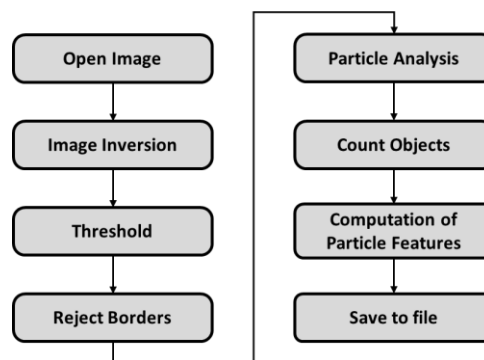 Open Image
Image Inversion
Threshold
Reject Borders
Particle Analysis
Count Objects
Computation of
Particle Features
Save to file